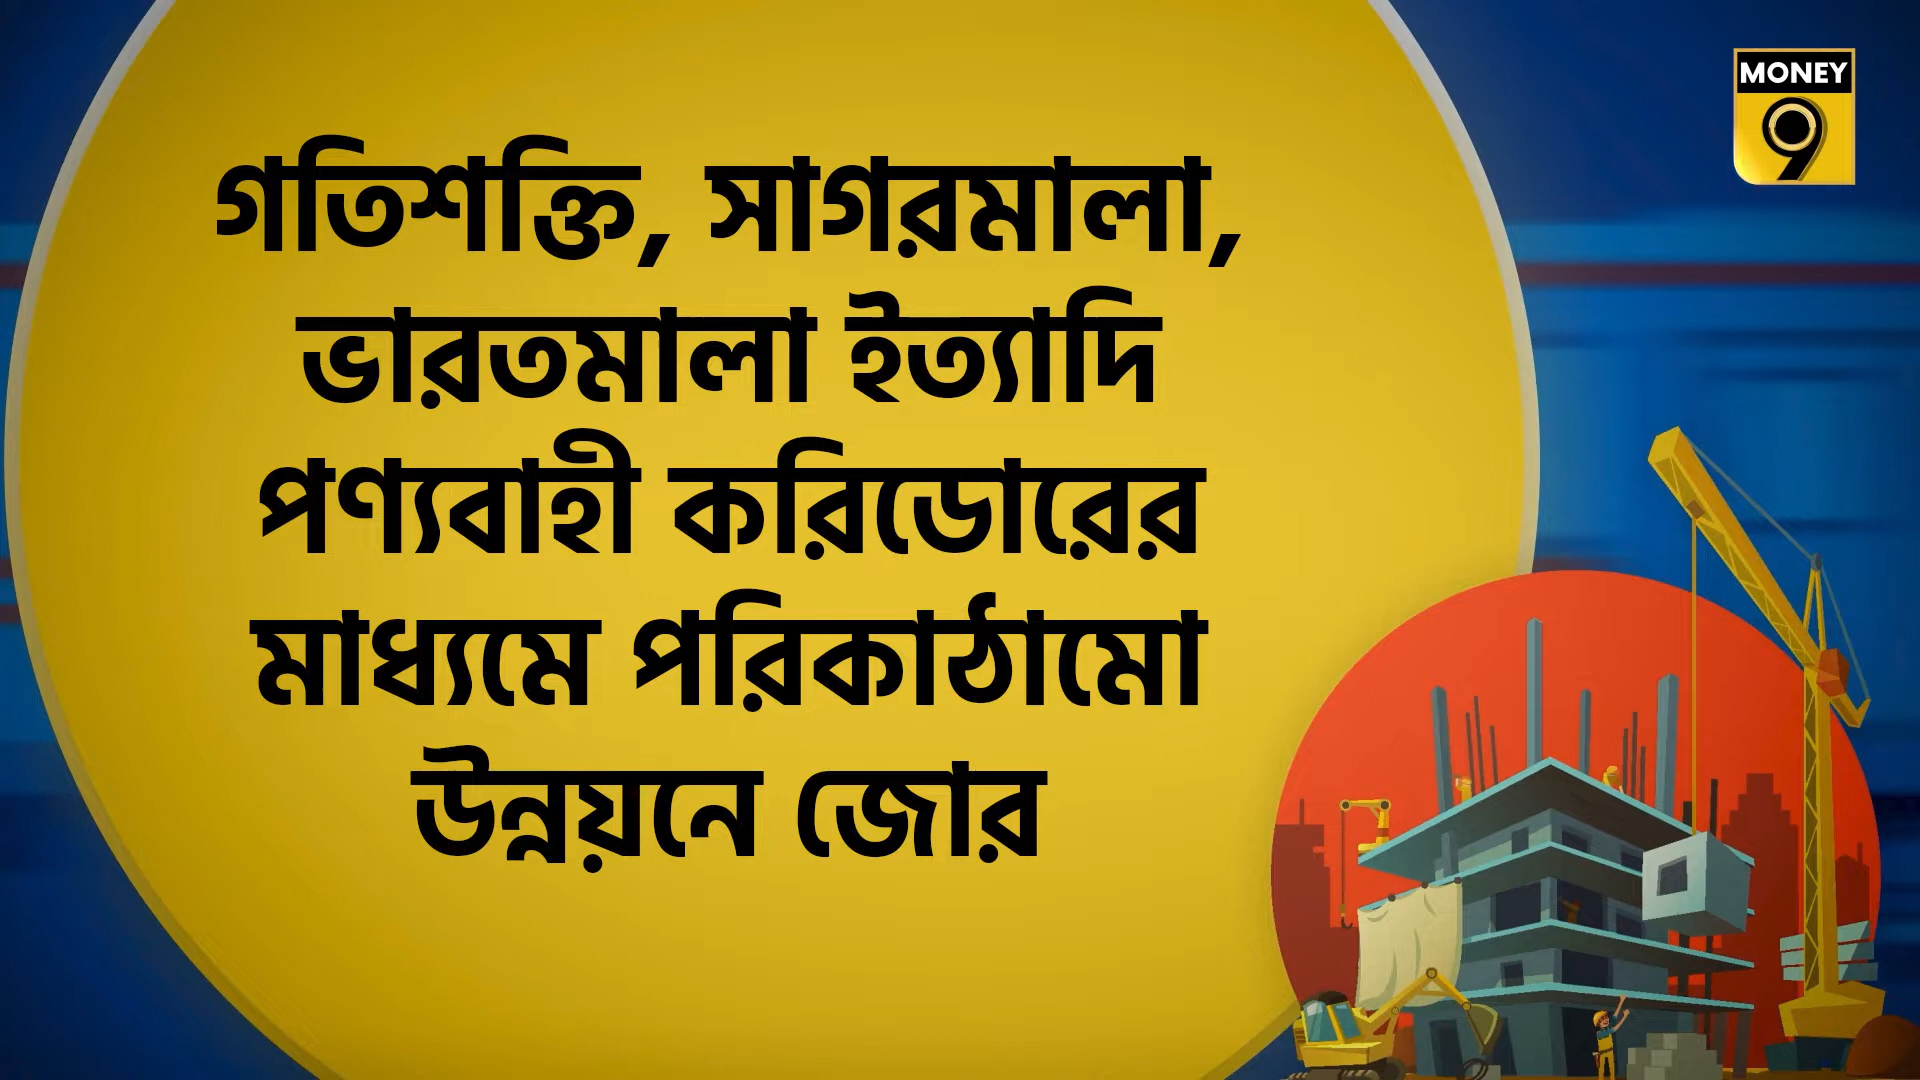 গতিশক্তি, সাগরমালা,
ভারতমালা ইত্যাদি
পণ্যবাহী করিডোরের
মাধ্যমে পরিকাঠামো
উন্নয়নে জোর
MONEY
9